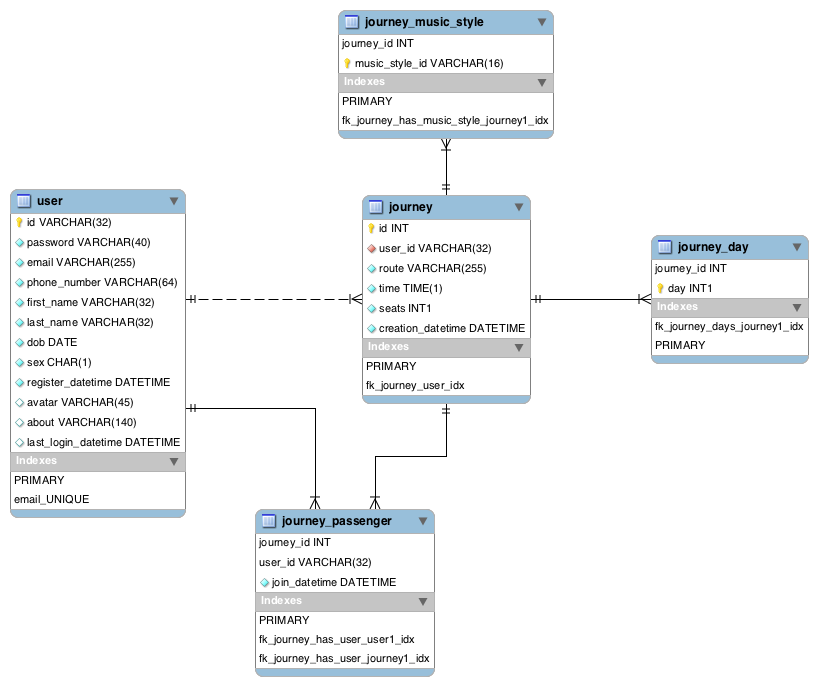 journey_music_style
journey_id INT
music_style_id VARCHAR(16)
Indexes
PRIMARY
fk_journey_has_music_style_journey1_idx
user
id VARCHAR(32)
password VARCHAR(40)
email VARCHAR(255)
phone_number VARCHAR(64)
first_name VARCHAR(32)
last_name VARCHAR(32)
dob DATE
sex CHAR(1)
register_datetime DATETIME
avatar VARCHAR(45)
about VARCHAR(140)
last_login_datetime DATETIME
Indexes
PRIMARY
email_UNIQUE
journey
id INT
user_id VARCHAR(32)
route VARCHAR(255)
time TIME(1)
seats INT1
creation_datetime DATETIME
Indexes
PRIMARY
fk_journey_user_idx
journey_day
journey_id INT
day INT1
Indexes
fk_journey_days_journey1_idx
PRIMARY
journey_passenger
journey_id INT
user_id VARCHAR(32)
join_datetime DATETIME
Indexes
PRIMARY
fk_journey_has_user_user1_idx
fk_journey_has_user_journey1_idx